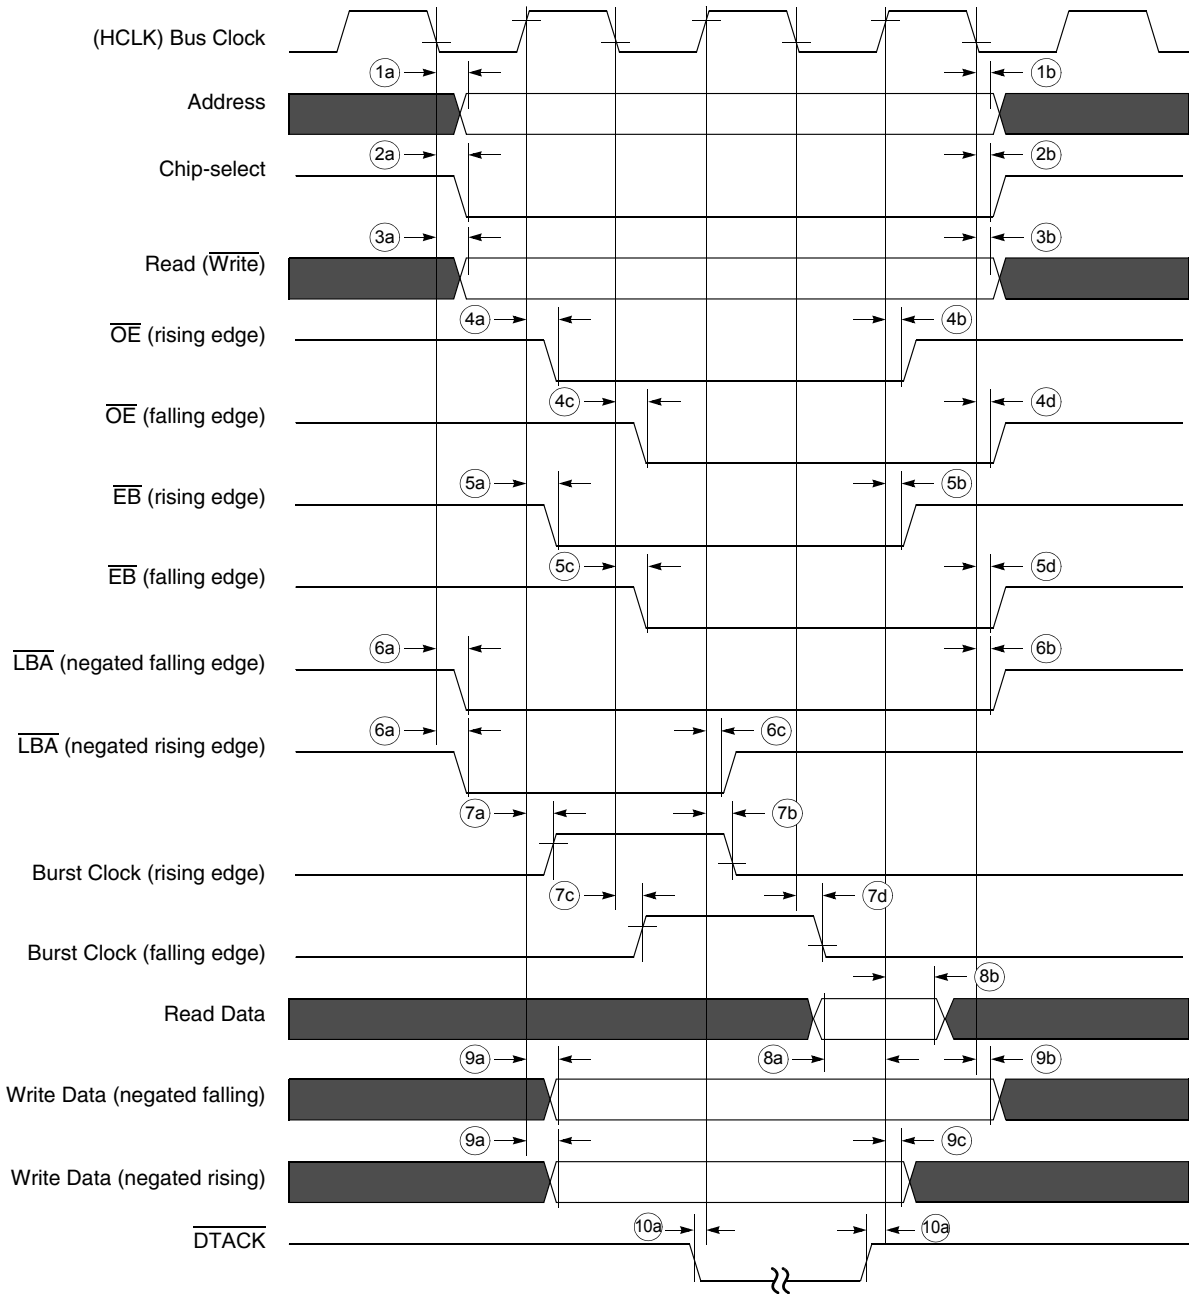 (HCLK) Bus Clock
1a
1b
Address
2a
2b
Chip-select
3a
3b
Read (Write)
4a
4b
OE (rising edge)
4c
4d
OE (falling edge)
5a
5b
EB (rising edge)
5c
5d
EB (falling edge)
6a
6b
LBA (negated falling edge)
6a
6c
LBA (negated rising edge)
7a
7b
Burst Clock (rising edge)
7c
7d
Burst Clock (falling edge)
8b
Read Data
9a
8a
9b
Write Data (negated falling)
9a
9c
Write Data (negated rising)
10a
10a
DTACK